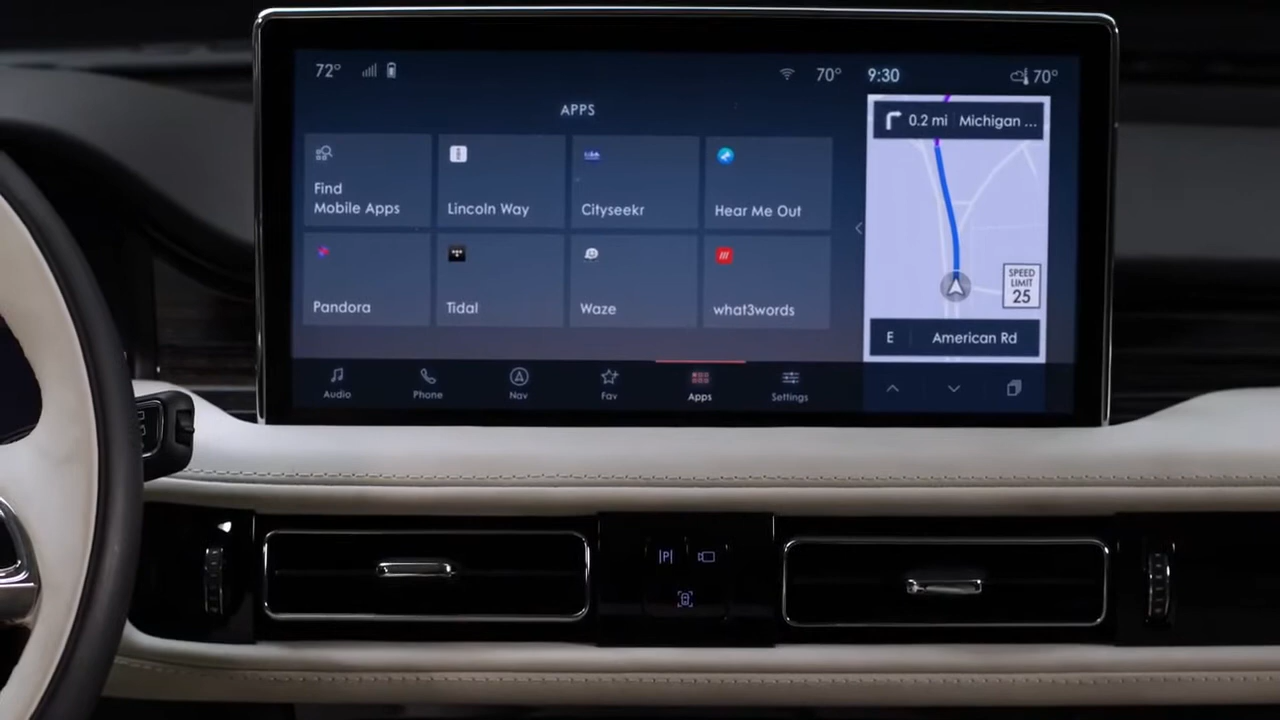 72°
70°
9:30
70°
APPS
Find
Mobile Apps
Lincoln Way
Cityseekr
Hear Me Out
Pandora
Tidal
Waze
what3words
0.2 mi Michigan ...
SPEED
LIMIT
25
E American Rd
Audio
Phone
Nav
Fav
Apps
Settings
P